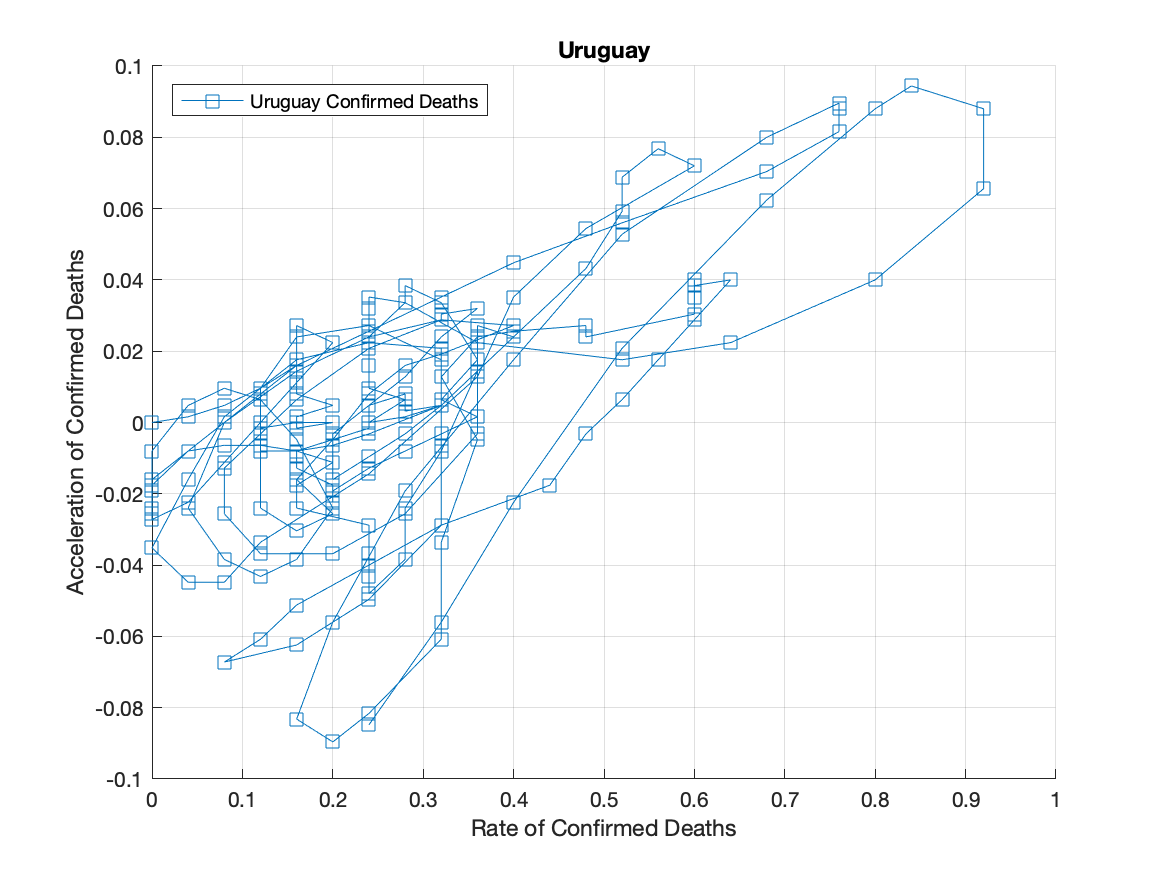 Uruguay
Uruguay Confirmed Deaths
0.1
0.08
0.06
0.04
0.02
0
-0.02
-0.04
-0.06
-0.08
-0.1
Acceleration of Confirmed Deaths
0 0.1 0.2 0.3 0.4 0.5 0.6 0.7 0.8 0.9 1
Rate of Confirmed Deaths